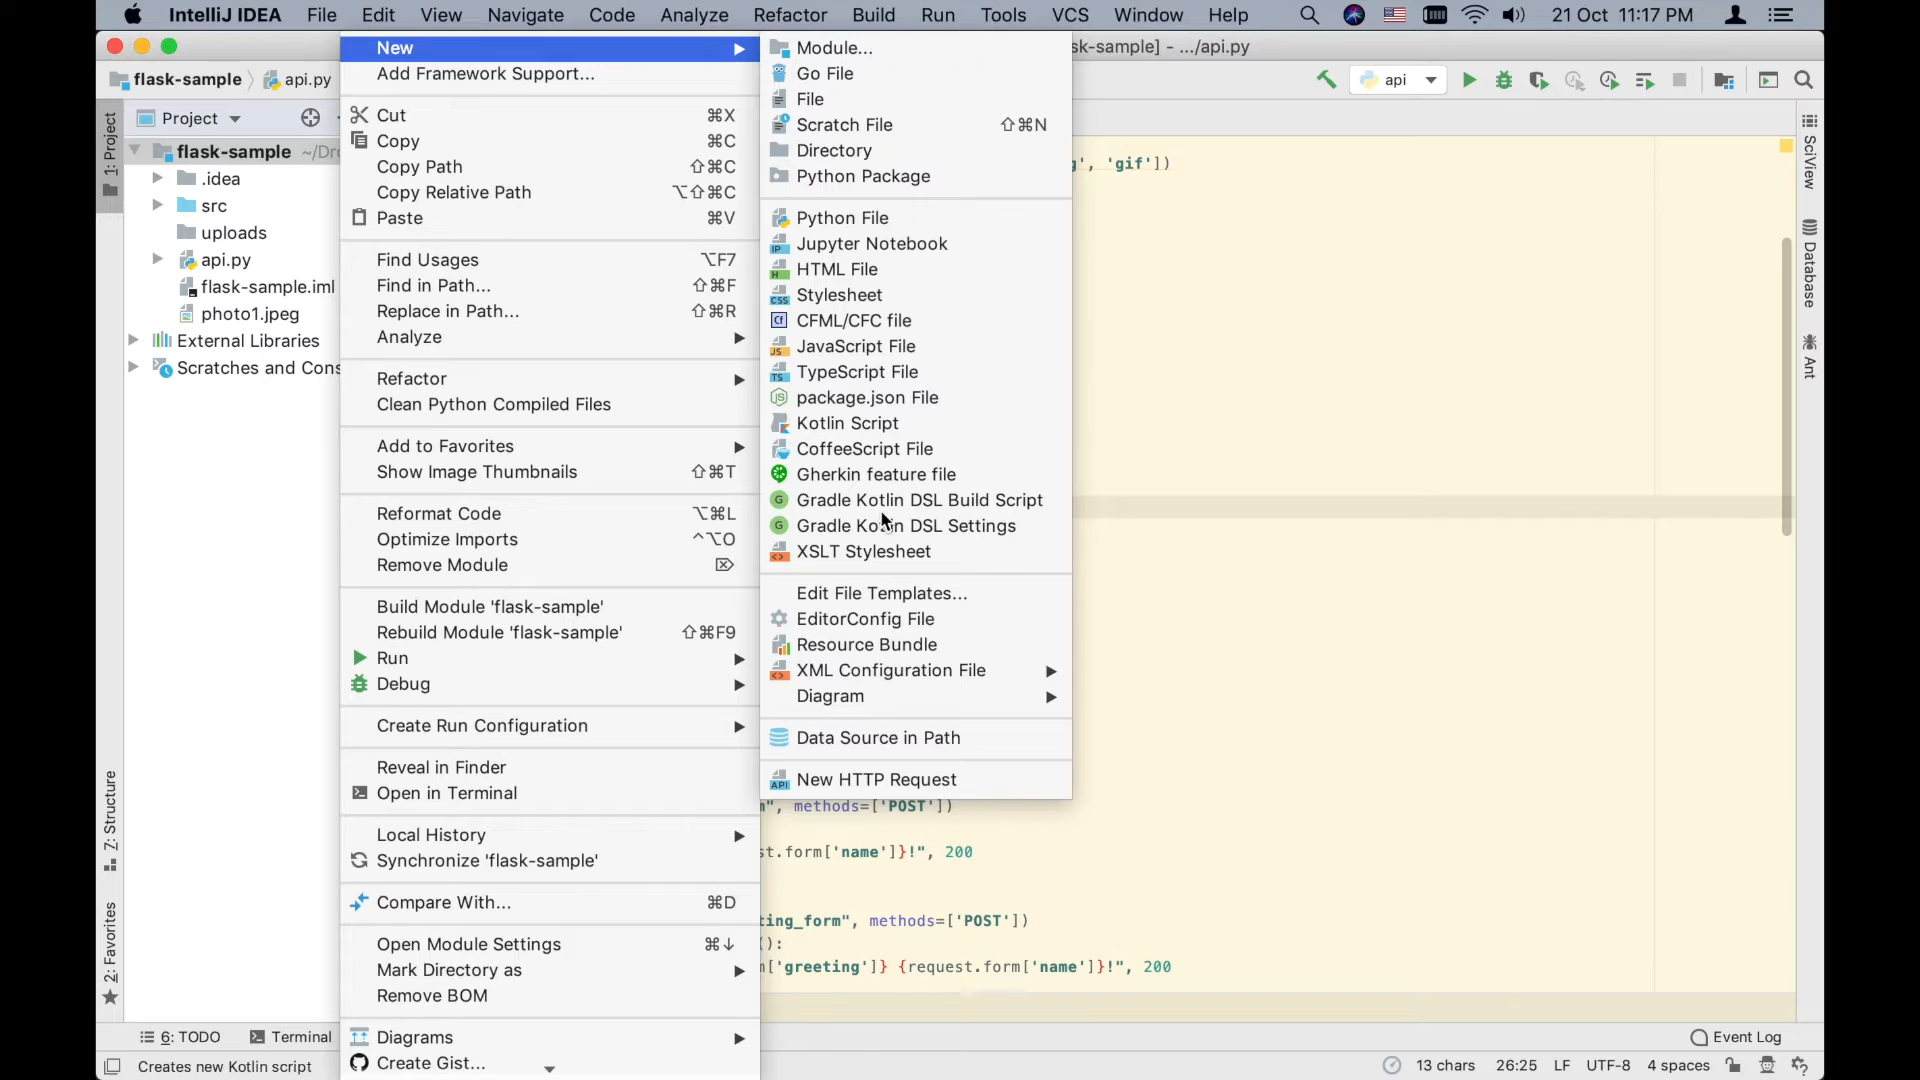 IntelliJ IDEA File Edit View Navigate Code Analyze Refactor Build Run Tools VCS Window Help 21 Oct 11:17 PM
sk-sample] - .../api.py
flask-sample api.py
api
1: Project
Project
flask-sample ~/Dro
.idea
src
uploads
api.py
flask-sample.iml
photo1.jpeg
External Libraries
Scratches and Cons
Z: Structure
2: Favorites
New
Add Framework Support...
Cut ⌘X
Copy ⌘C
Copy Path ⇧⌘C
Copy Relative Path ⌥⇧⌘C
Paste ⌘V
Find Usages ⌥F7
Find in Path... ⇧⌘F
Replace in Path... ⇧⌘R
Analyze
Refactor
Clean Python Compiled Files
Add to Favorites
Show Image Thumbnails ⇧⌘T
Reformat Code ⌥⌘L
Optimize Imports ^⌥O
Remove Module ⌦
Build Module 'flask-sample'
Rebuild Module 'flask-sample' ⇧⌘F9
Run
Debug
Create Run Configuration
Reveal in Finder
Open in Terminal
Local History
Synchronize 'flask-sample'
Compare With... ⌘D
Open Module Settings ⌘↓
Mark Directory as
Remove BOM
Diagrams
Create Gist...
Module...
Go File
File
Scratch File ⇧⌘N
Directory
Python Package
Python File
Jupyter Notebook
HTML File
Stylesheet
CFML/CFC file
JavaScript File
TypeScript File
package.json File
Kotlin Script
CoffeeScript File
Gherkin feature file
Gradle Kotlin DSL Build Script
Gradle Kotlin DSL Settings
XSLT Stylesheet
Edit File Templates...
EditorConfig File
Resource Bundle
XML Configuration File
Diagram
Data Source in Path
New HTTP Request
', 'gif'])
", methods=['POST'])
st.form['name']}!", 200
ting_form", methods=['POST'])
():
['greeting']} {request.form['name']}!", 200
SciView
Database
Ant
6: TODO Terminal Event Log
Creates new Kotlin script 13 chars 26:25 LF UTF-8 4 spaces